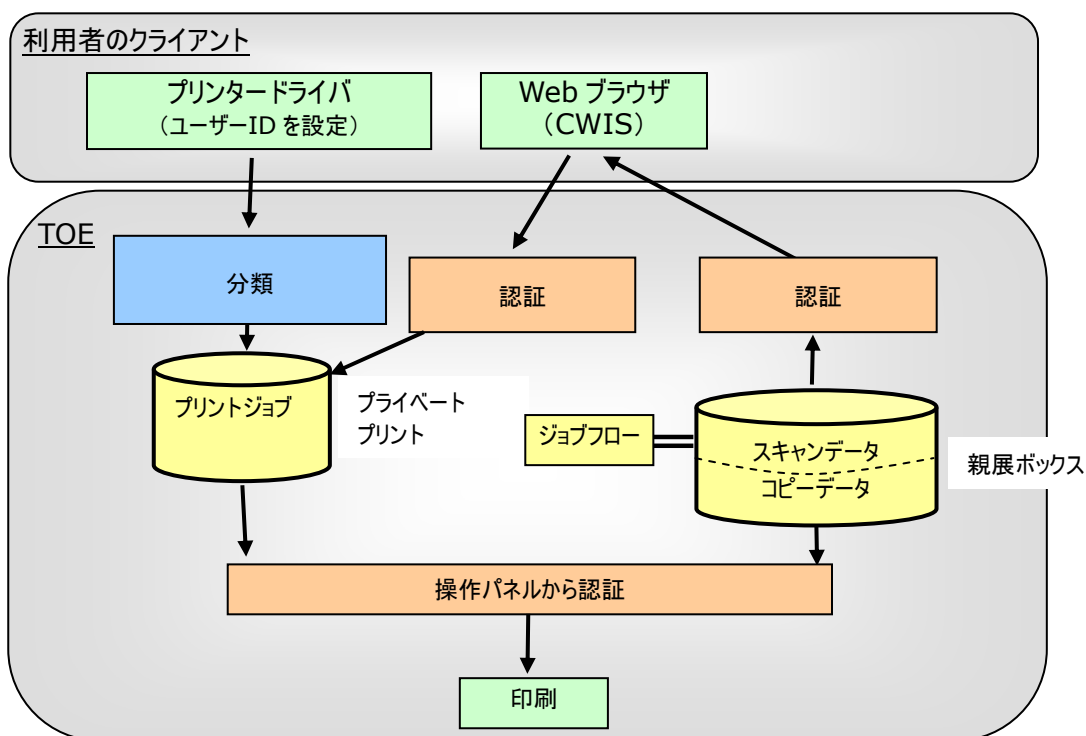 利用者のクライアント
プリンタードライバ
（ユーザーID を設定）
Web ブラウザ
（CWIS）
TOE
分類
認証
認証
プリントジョブ
プライベート
プリント
ジョブフロー
スキャンデータ
コピーデータ
親展ボックス
操作パネルから認証
印刷